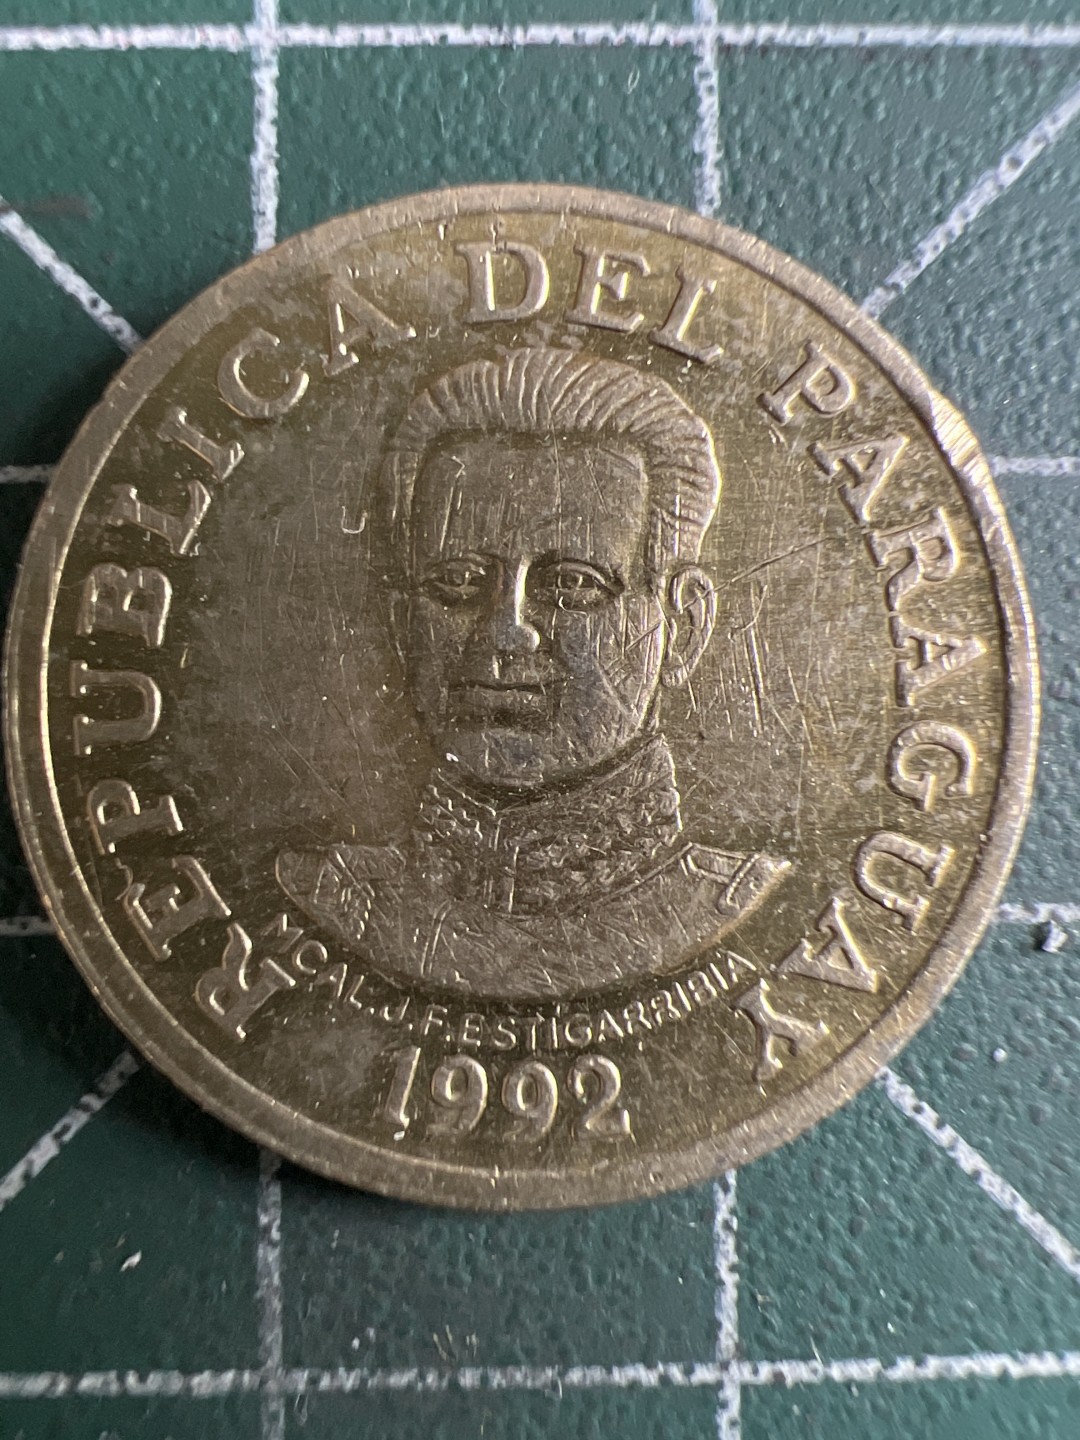 REPUBLICA DEL PARAGUAY
MCAL.J.F.ESTIGARRIBIA
1992